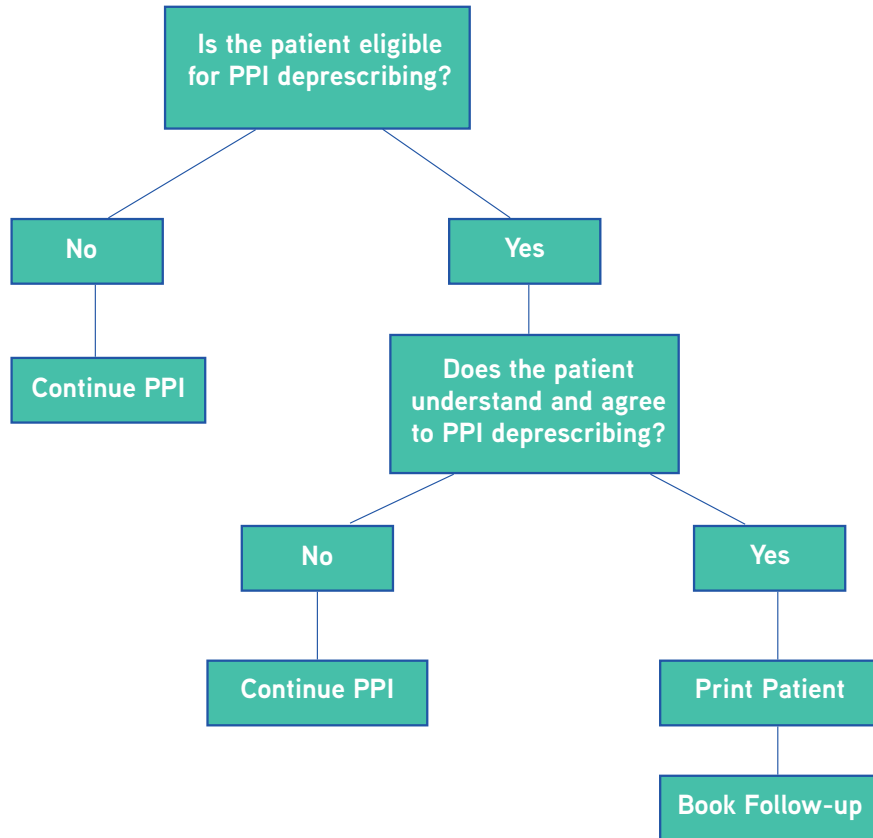 Is the patient eligible
for PPI deprescribing?
No
Yes
Continue PPI
Does the patient
understand and agree
to PPI deprescribing?
No
Yes
Continue PPI
Print Patient
Book Follow-up